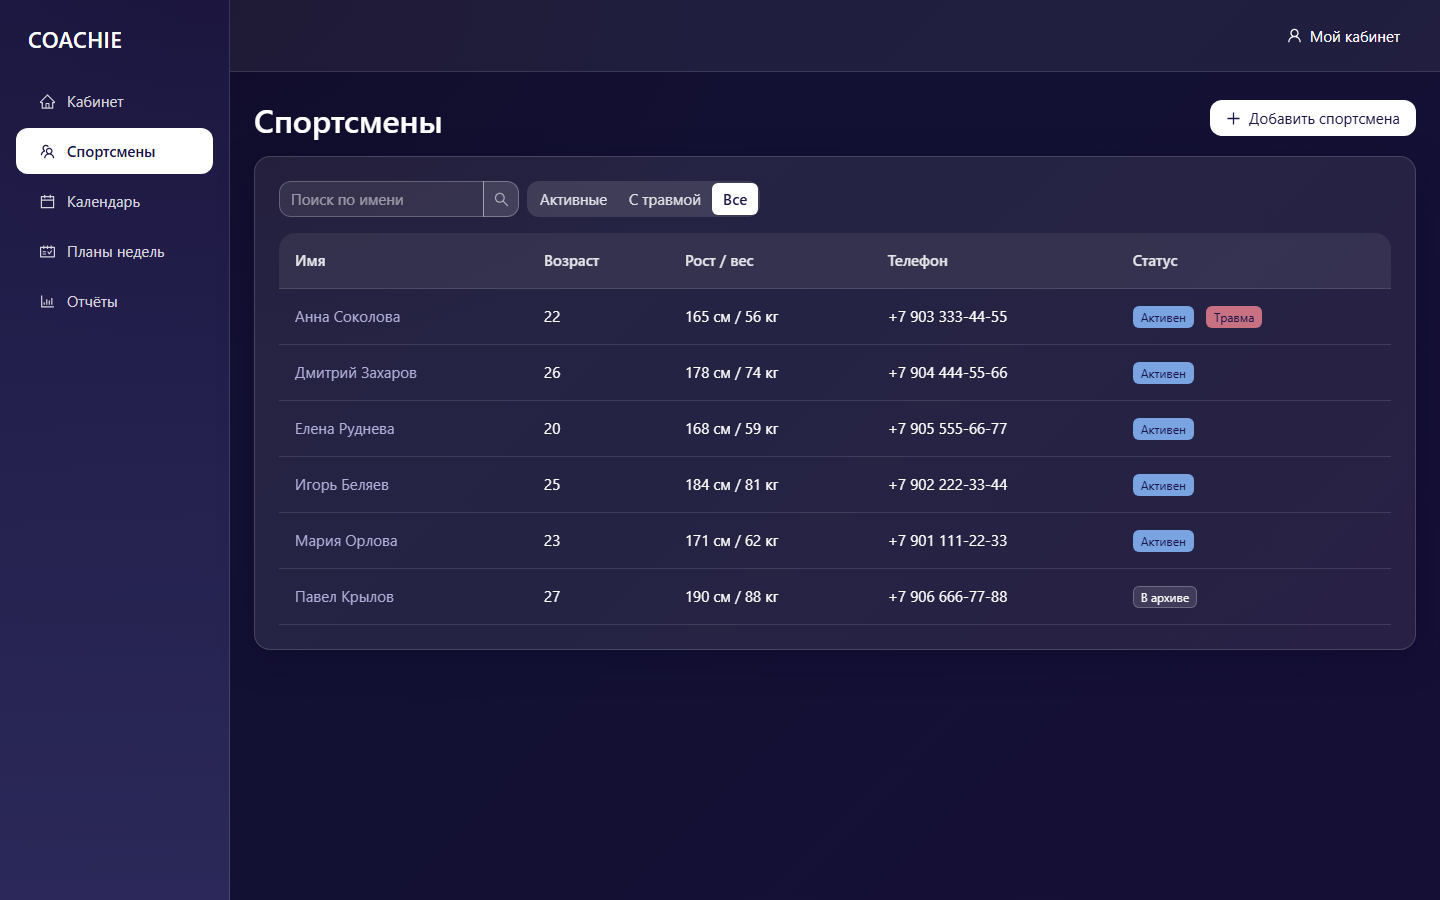 COACHIE
Мой кабинет
Кабинет
Спортсмены
Календарь
Планы недель
Отчёты
Спортсмены
Добавить спортсмена
Поиск по имени
Активные С травмой Все
Имя Возраст Рост / вес Телефон Статус
Анна Соколова 22 165 см / 56 кг +7 903 333-44-55 Активен Травма
Дмитрий Захаров 26 178 см / 74 кг +7 904 444-55-66 Активен
Елена Руднева 20 168 см / 59 кг +7 905 555-66-77 Активен
Игорь Беляев 25 184 см / 81 кг +7 902 222-33-44 Активен
Мария Орлова 23 171 см / 62 кг +7 901 111-22-33 Активен
Павел Крылов 27 190 см / 88 кг +7 906 666-77-88 В архиве